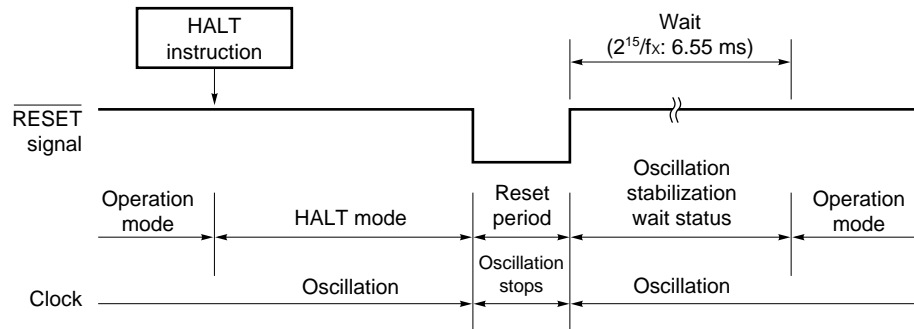 HALT
instruction
Wait
(2¹⁵/fx: 6.55 ms)
RESET
signal
Operation
mode
HALT mode
Reset
period
Oscillation
stabilization
wait status
Operation
mode
Clock
Oscillation
Oscillation
stops
Oscillation